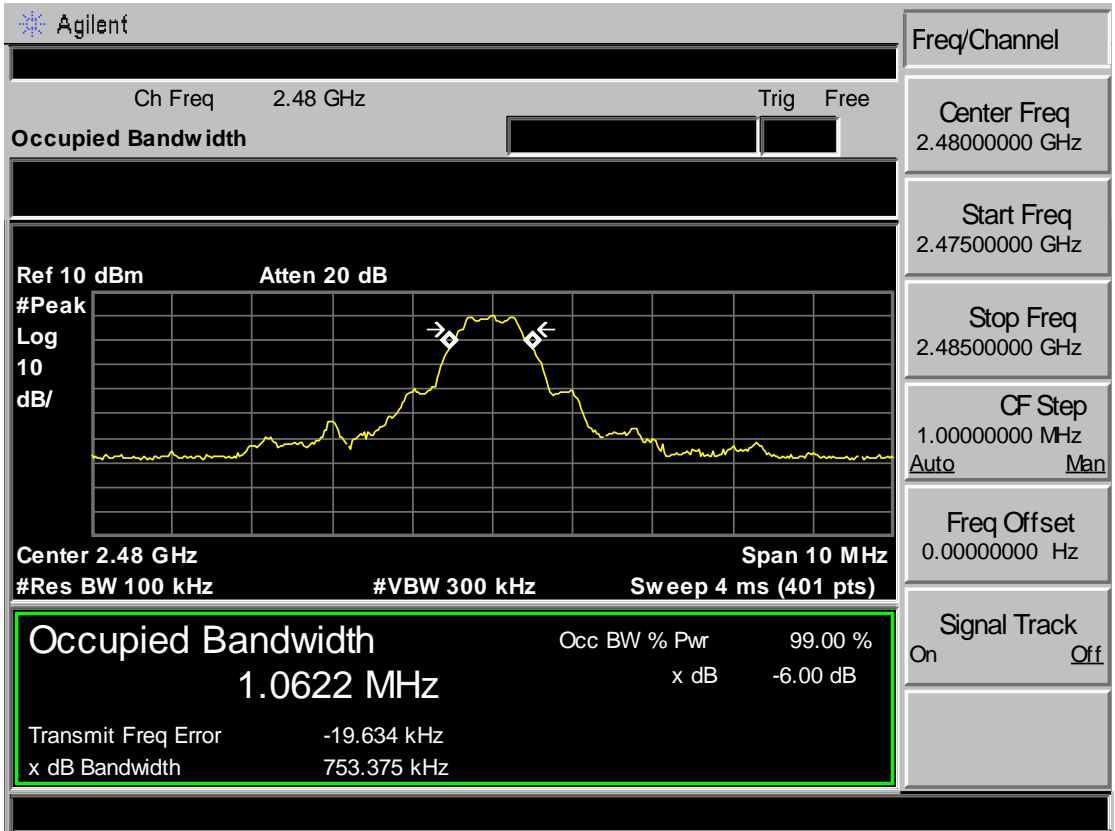 Agilent
Freq/Channel
Ch Freq 2.48 GHz Trig Free
Occupied Bandwidth
Center Freq
2.48000000 GHz
Start Freq
2.47500000 GHz
Stop Freq
2.48500000 GHz
CF Step
1.00000000 MHz
Auto Man
Freq Offset
0.00000000 Hz
Signal Track
On Off
Ref 10 dBm Atten 20 dB
#Peak
Log
10
dB/
Center 2.48 GHz Span 10 MHz
#Res BW 100 kHz #VBW 300 kHz Sweep 4 ms (401 pts)
Occupied Bandwidth
1.0622 MHz
Occ BW % Pwr 99.00 %
x dB -6.00 dB
Transmit Freq Error -19.634 kHz
x dB Bandwidth 753.375 kHz